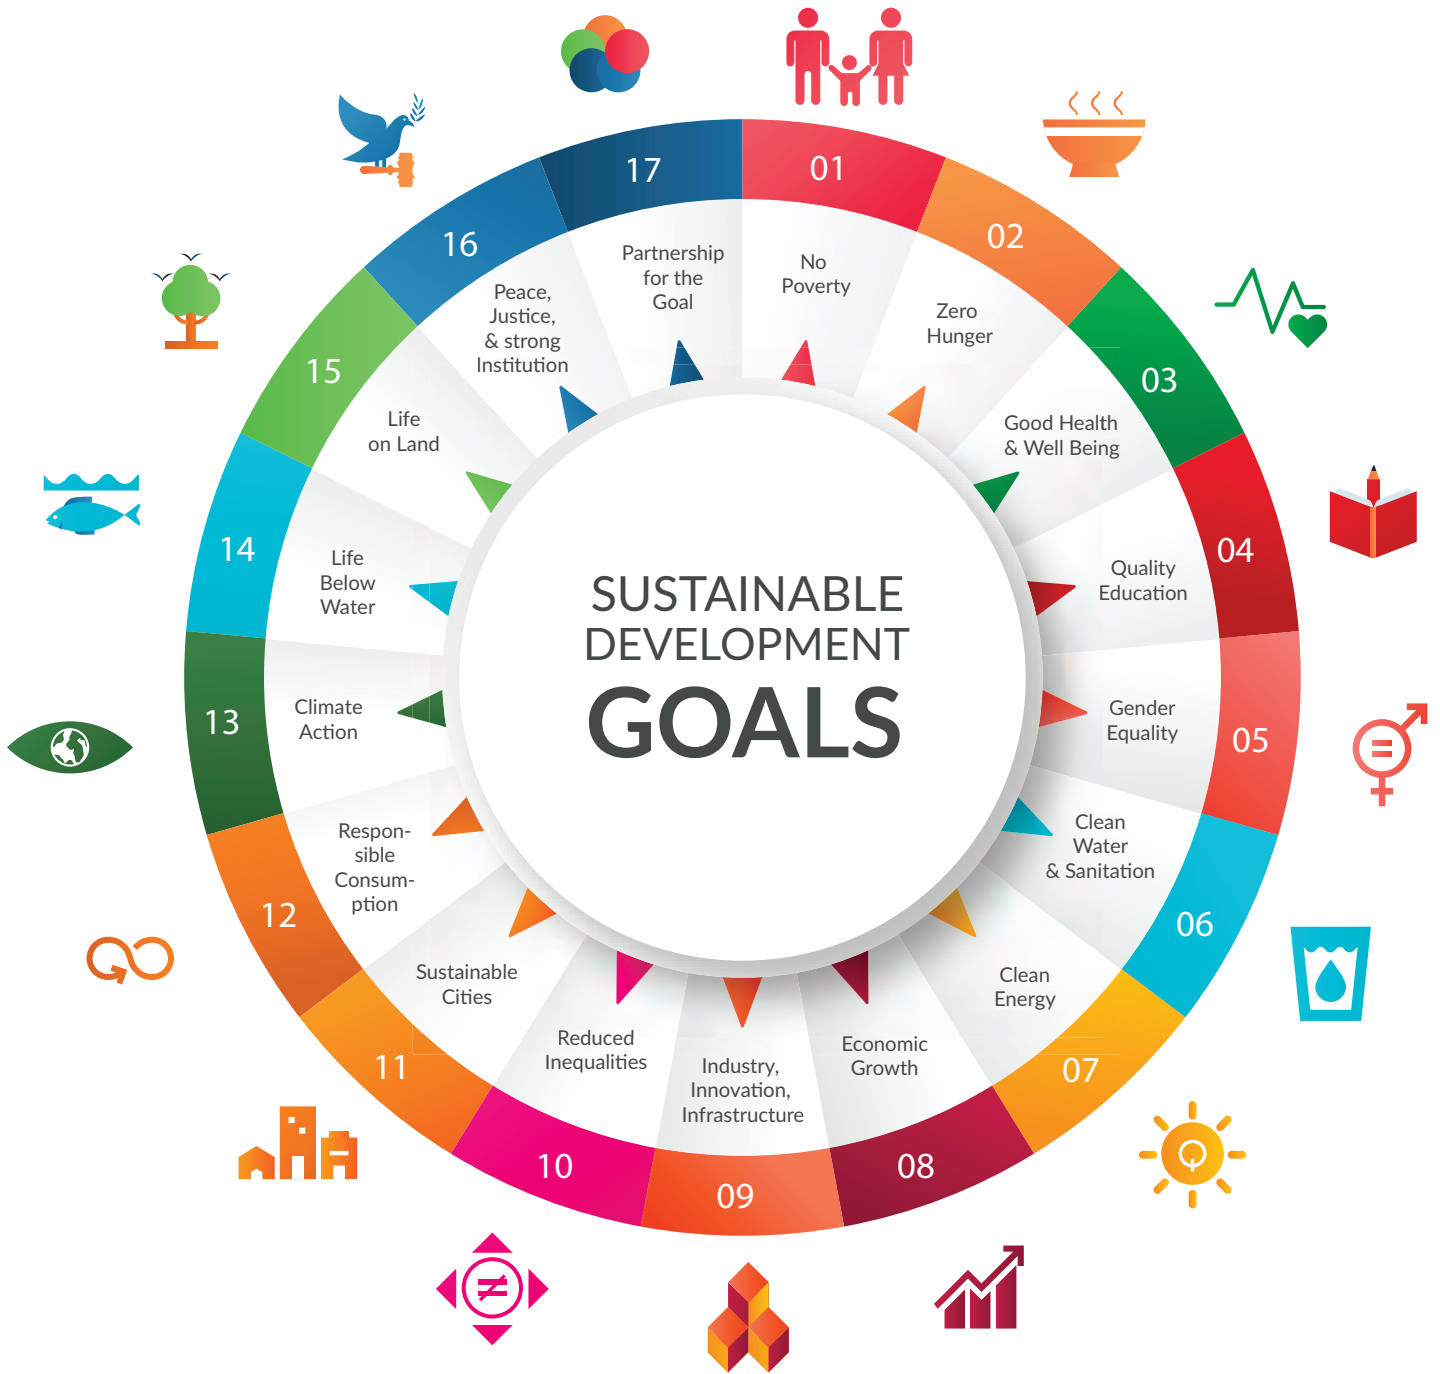 SUSTAINABLE
DEVELOPMENT
GOALS
01
No
Poverty
02
Zero
Hunger
03
Good Health
& Well Being
04
Quality
Education
05
Gender
Equality
06
Clean
Water
& Sanitation
07
Clean
Energy
08
Economic
Growth
09
Industry,
Innovation,
Infrastructure
10
Reduced
Inequalities
11
Sustainable
Cities
12
Respon-
sible
Consum-
ption
13
Climate
Action
14
Life
Below
Water
15
Life
on Land
16
Peace,
Justice,
& strong
Institution
17
Partnership
for the
Goal